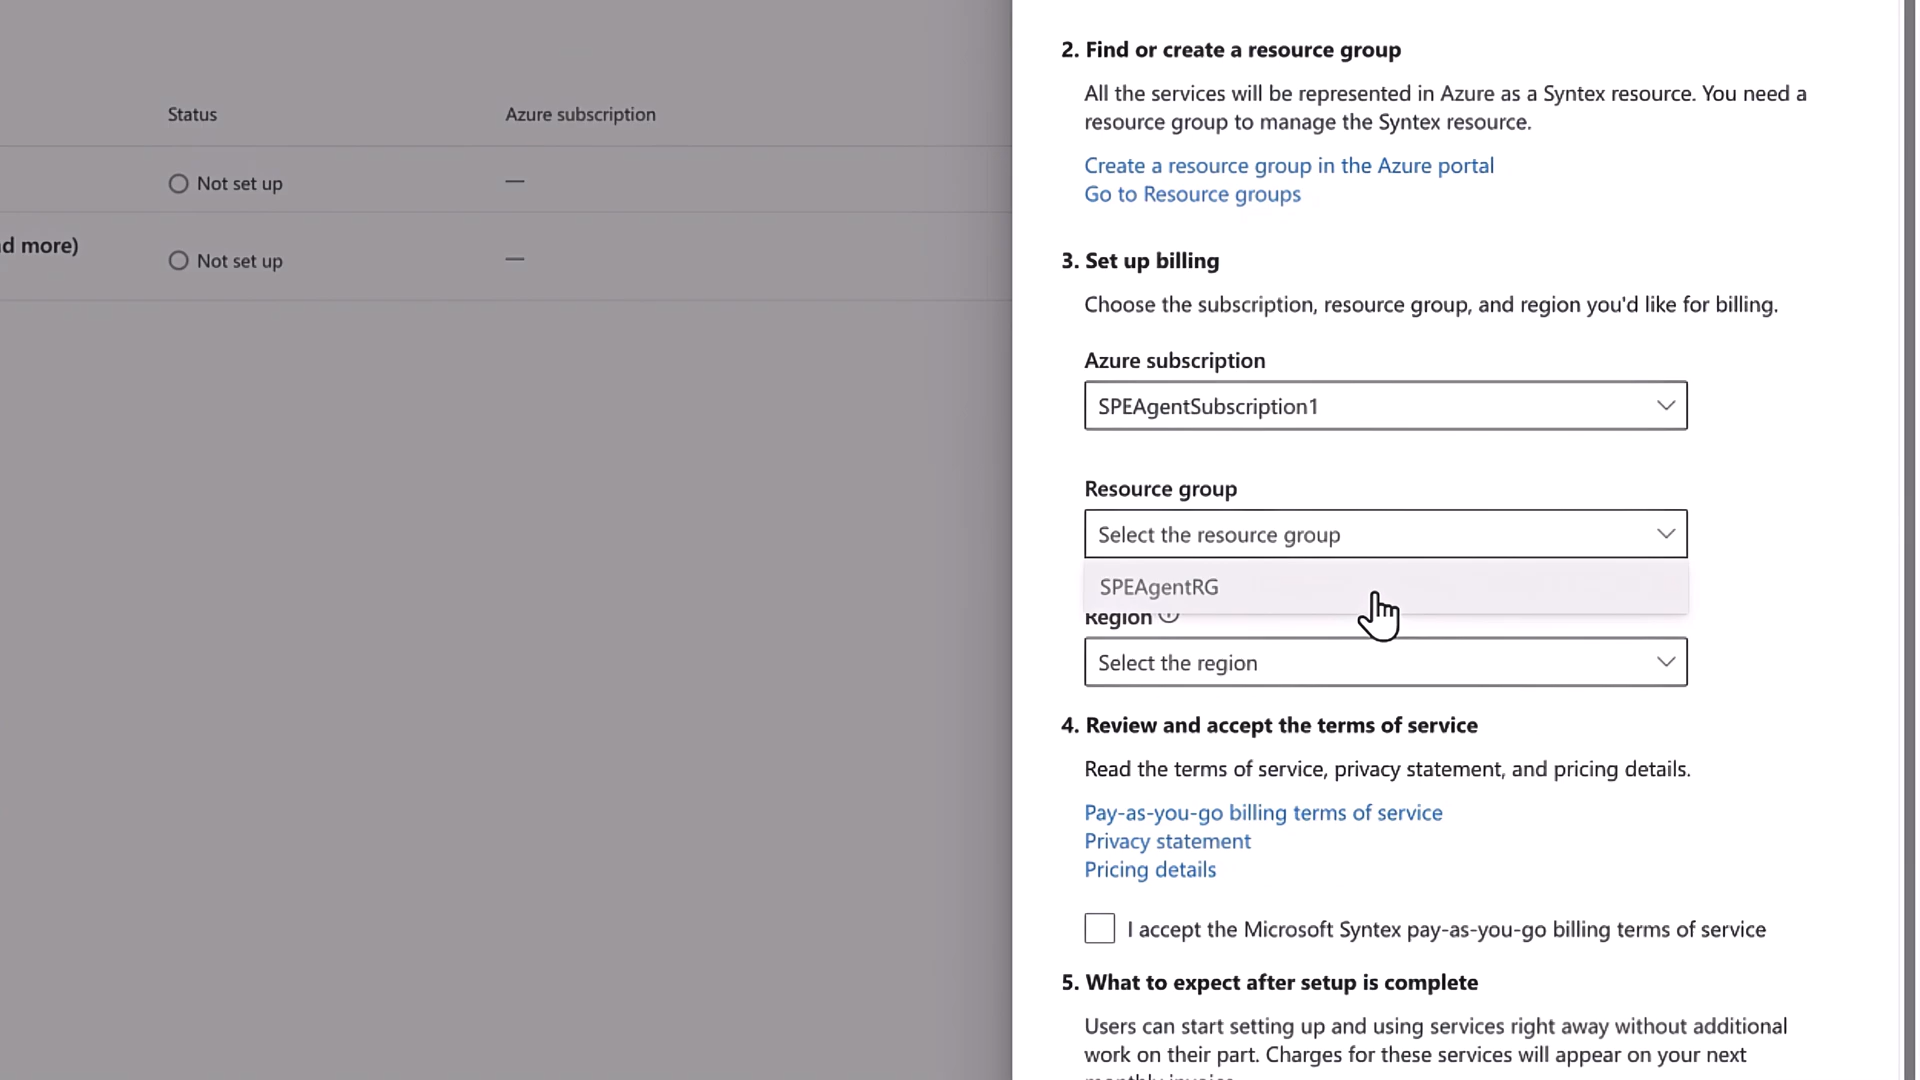 Status
Azure subscription
Not set up
—
d more)
Not set up
—
2. Find or create a resource group
All the services will be represented in Azure as a Syntex resource. You need a
resource group to manage the Syntex resource.
Create a resource group in the Azure portal
Go to Resource groups
3. Set up billing
Choose the subscription, resource group, and region you'd like for billing.
Azure subscription
SPEAgentSubscription1
Resource group
Select the resource group
SPEAgentRG
Region
Select the region
4. Review and accept the terms of service
Read the terms of service, privacy statement, and pricing details.
Pay-as-you-go billing terms of service
Privacy statement
Pricing details
I accept the Microsoft Syntex pay-as-you-go billing terms of service
5. What to expect after setup is complete
Users can start setting up and using services right away without additional
work on their part. Charges for these services will appear on your next